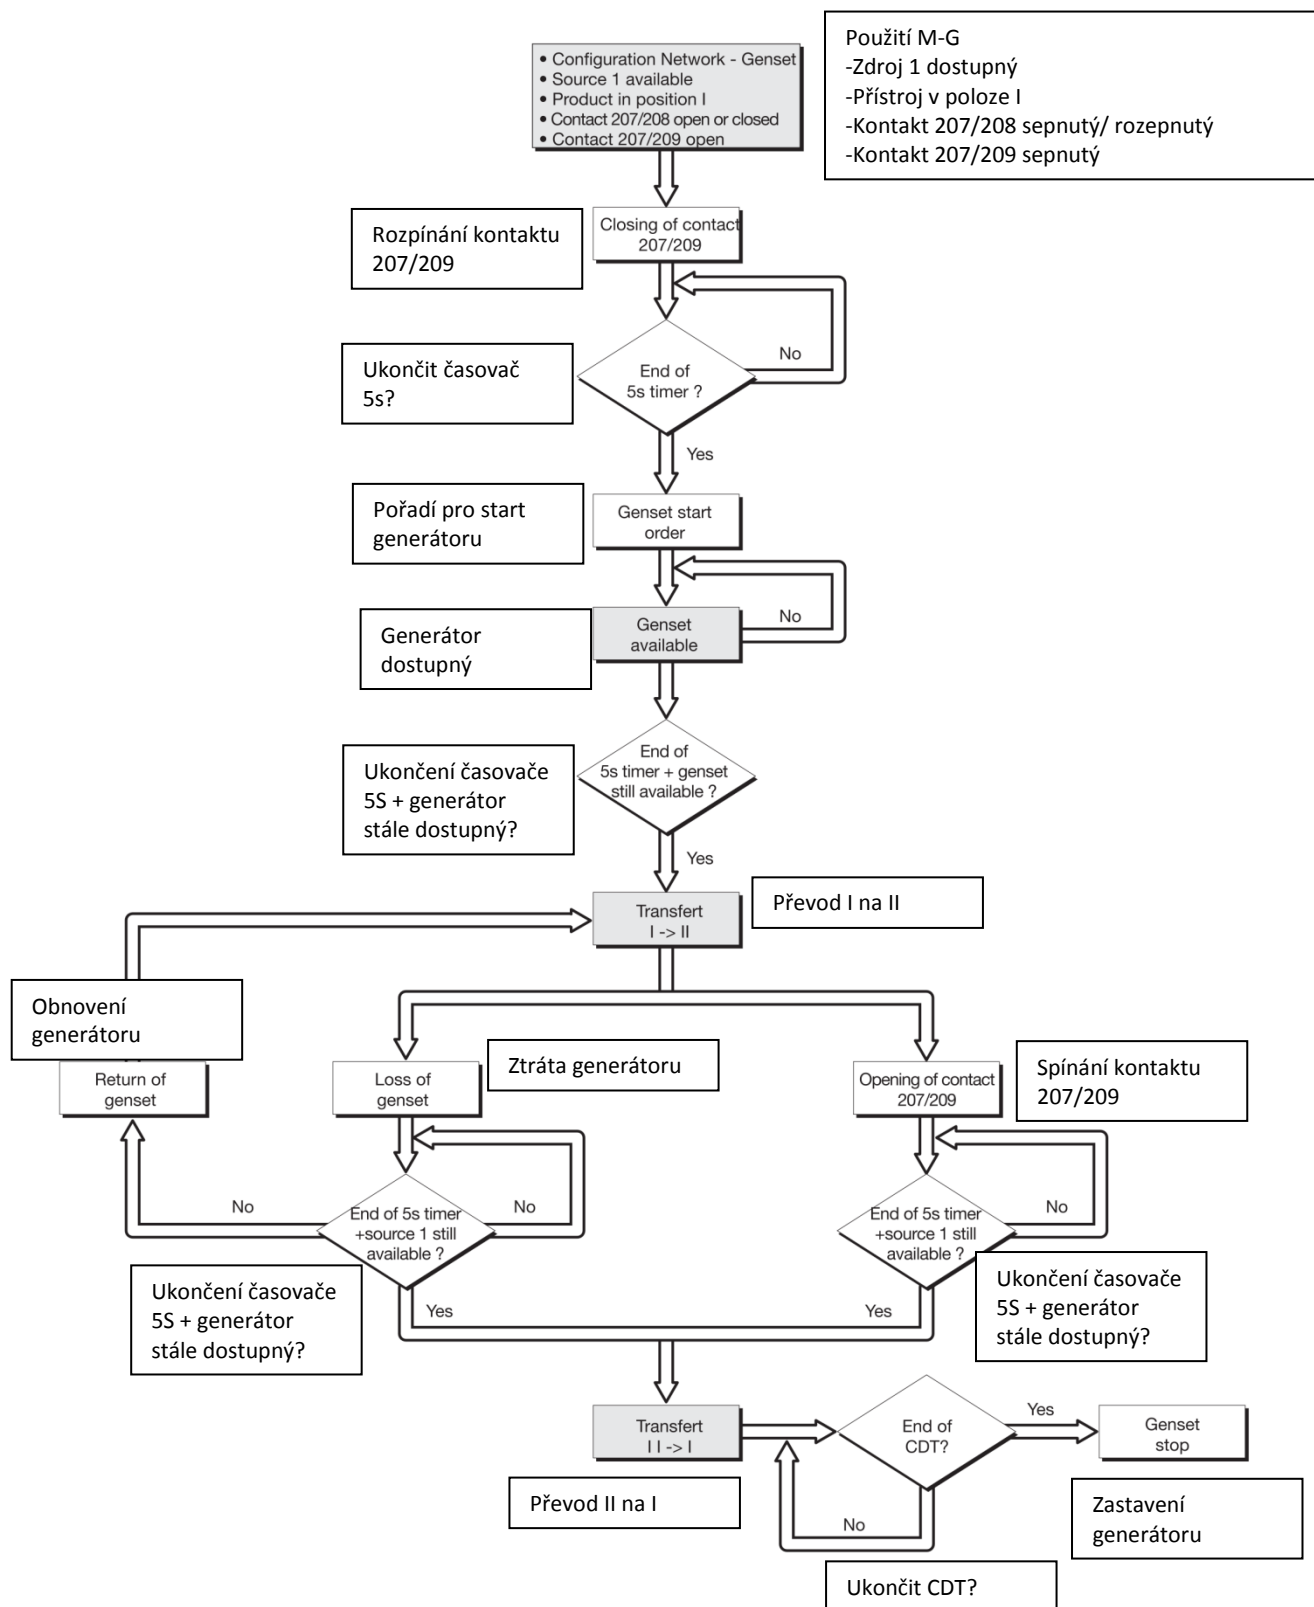 • Configuration Network - Genset
• Source 1 available
• Product in position I
• Contact 207/208 open or closed
• Contact 207/209 open
Použití M-G
-Zdroj 1 dostupný
-Přístroj v poloze I
-Kontakt 207/208 sepnutý/ rozepnutý
-Kontakt 207/209 sepnutý
Rozpínání kontaktu
207/209
Closing of contact
207/209
Ukončit časovač
5s?
End of
5s timer ?
No
Yes
Pořadí pro start
generátoru
Genset start
order
Generátor
dostupný
Genset
available
No
Ukončení časovače
5S + generátor
stále dostupný?
End of
5s timer + genset
still available ?
Yes
Transfert
I -> II
Převod I na II
Obnovení
generátoru
Return of
genset
Loss of
genset
Ztráta generátoru
Opening of contact
207/209
Spínání kontaktu
207/209
No
End of 5s timer
+source 1 still
available ?
No
End of 5s timer
+source 1 still
available ?
No
Ukončení časovače
5S + generátor
stále dostupný?
Yes
Yes
Ukončení časovače
5S + generátor
stále dostupný?
Transfert
I I -> I
End of
CDT?
Yes
Genset
stop
Převod II na I
No
Zastavení
generátoru
Ukončit CDT?